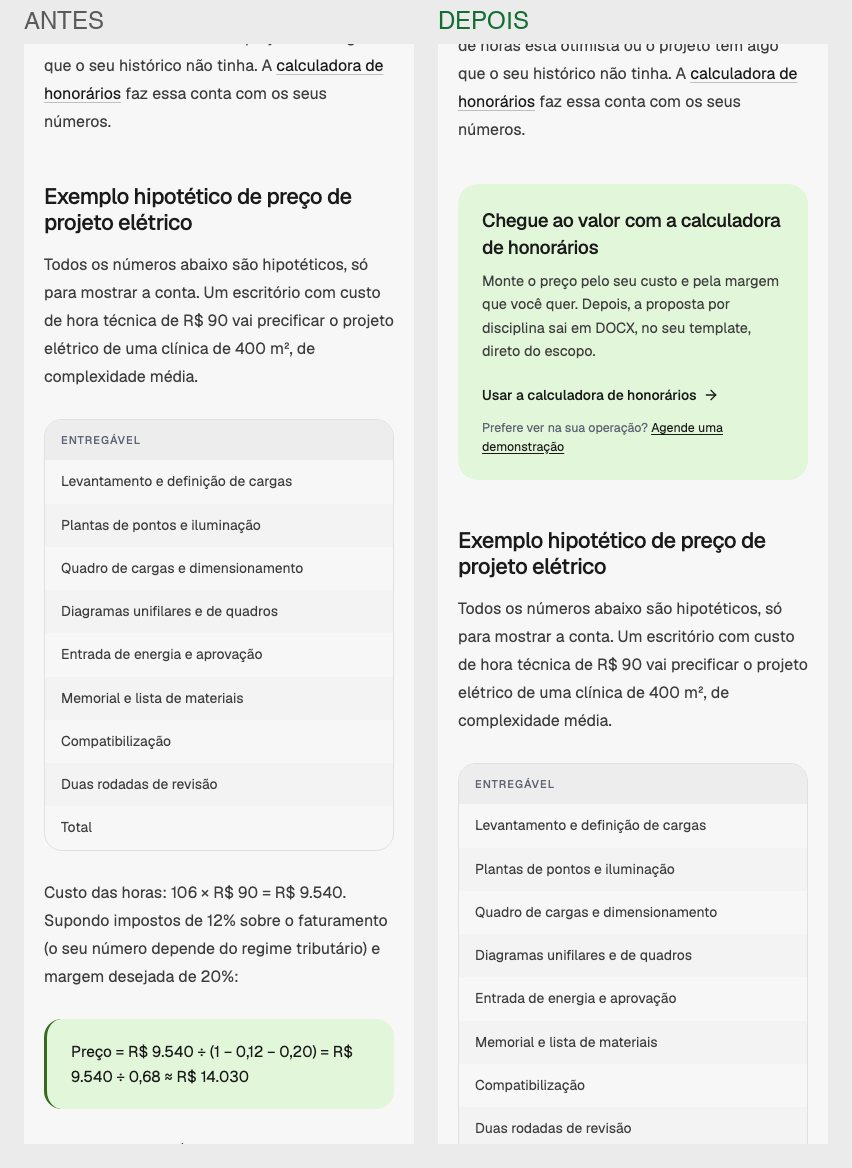 ANTES
que o seu histórico não tinha. A calculadora de
honorários faz essa conta com os seus
números.
Exemplo hipotético de preço de
projeto elétrico
Todos os números abaixo são hipotéticos, só
para mostrar a conta. Um escritório com custo
de hora técnica de R$ 90 vai precificar o projeto
elétrico de uma clínica de 400 m², de
complexidade média.
ENTREGÁVEL
Levantamento e definição de cargas
Plantas de pontos e iluminação
Quadro de cargas e dimensionamento
Diagramas unifilares e de quadros
Entrada de energia e aprovação
Memorial e lista de materiais
Compatibilização
Duas rodadas de revisão
Total
Custo das horas: 106 × R$ 90 = R$ 9.540.
Supondo impostos de 12% sobre o faturamento
(o seu número depende do regime tributário) e
margem desejada de 20%:
Preço = R$ 9.540 ÷ (1 – 0,12 – 0,20) = R$
9.540 ÷ 0,68 ≈ R$ 14.030
DEPOIS
de horas está otimista ou o projeto tem algo
que o seu histórico não tinha. A calculadora de
honorários faz essa conta com os seus
números.
Chegue ao valor com a calculadora
de honorários
Monte o preço pelo seu custo e pela margem
que você quer. Depois, a proposta por
disciplina sai em DOCX, no seu template,
direto do escopo.
Usar a calculadora de honorários →
Prefere ver na sua operação? Agende uma
demonstração
Exemplo hipotético de preço de
projeto elétrico
Todos os números abaixo são hipotéticos, só
para mostrar a conta. Um escritório com custo
de hora técnica de R$ 90 vai precificar o projeto
elétrico de uma clínica de 400 m², de
complexidade média.
ENTREGÁVEL
Levantamento e definição de cargas
Plantas de pontos e iluminação
Quadro de cargas e dimensionamento
Diagramas unifilares e de quadros
Entrada de energia e aprovação
Memorial e lista de materiais
Compatibilização
Duas rodadas de revisão